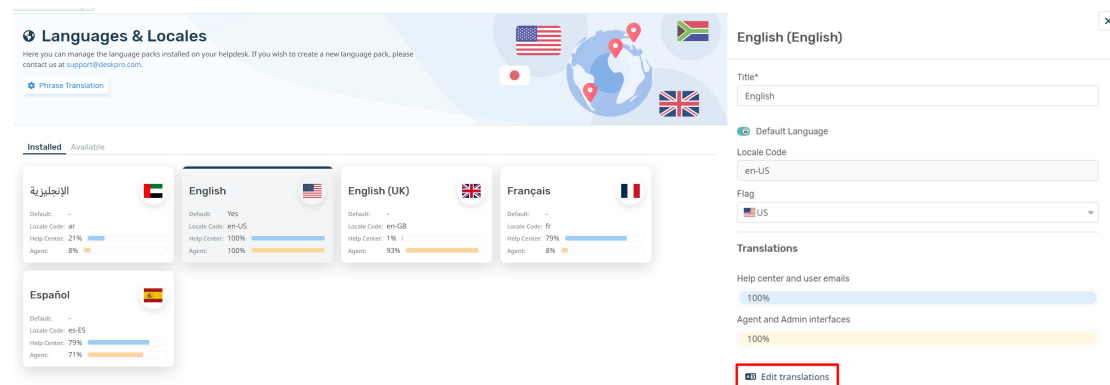 Languages & Locales
Here you can manage the language packs installed on your helpdesk. If you wish to create a new language pack, please
contact us at support@deskpro.com.
Phrase Translation
Installed Available
الإنجليزية
Default: -
Locale Code: ar
Help Center: 21%
Agent: 8%
English
Default: Yes
Locale Code: en-US
Help Center: 100%
Agent: 100%
English (UK)
Default: -
Locale Code: en-GB
Help Center: 1%
Agent: 93%
Français
Default: -
Locale Code: fr
Help Center: 79%
Agent: 8%
Español
Default: -
Locale Code: es-ES
Help Center: 79%
Agent: 71%
English (English)
Title*
English
Default Language
Locale Code
en-US
Flag
US
Translations
Help center and user emails
100%
Agent and Admin interfaces
100%
Edit translations